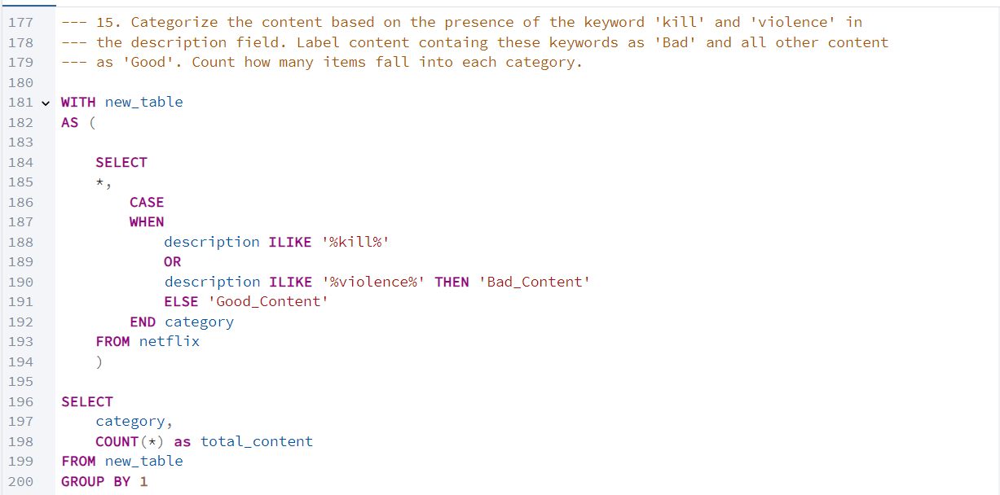 177 --- 15. Categorize the content based on the presence of the keyword 'kill' and 'violence' in
178 --- the description field. Label content containg these keywords as 'Bad' and all other content
179 --- as 'Good'. Count how many items fall into each category.
180
181 WITH new_table
182 AS (
183
184 SELECT
185 *,
186 CASE
187 WHEN
188 description ILIKE '%kill%'
189 OR
190 description ILIKE '%violence%' THEN 'Bad_Content'
191 ELSE 'Good_Content'
192 END category
193 FROM netflix
194 )
195
196 SELECT
197 category,
198 COUNT(*) as total_content
199 FROM new_table
200 GROUP BY 1